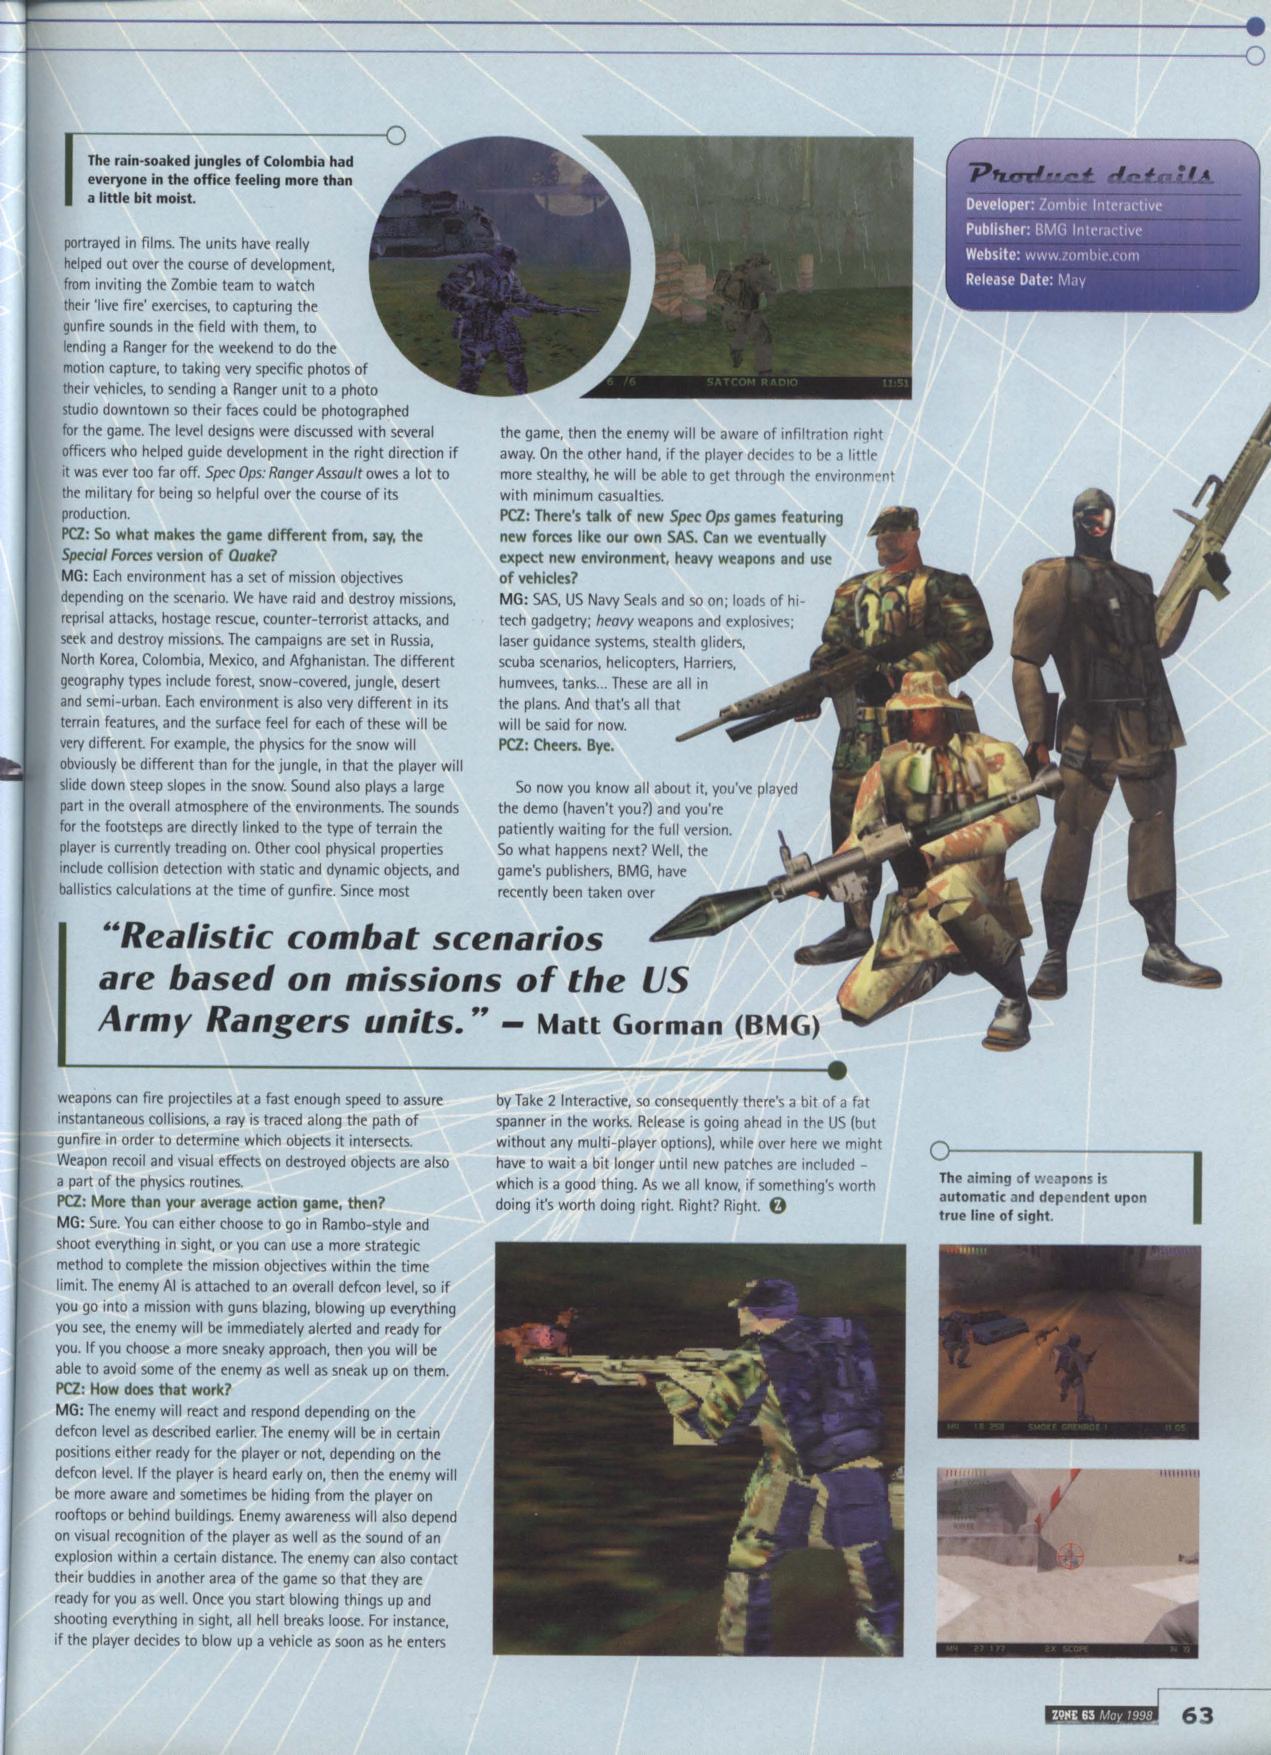 The rain-soaked jungles of Colombia had
everyone in the office feeling more than
a little bit moist.
6 /6 SATCOM RADIO 11:51
Product details
Developer: Zombie Interactive
Publisher: BMG Interactive
Website: www.zombie.com
Release Date: May
portrayed in films. The units have really
helped out over the course of development,
from inviting the Zombie team to watch
their 'live fire' exercises, to capturing the
gunfire sounds in the field with them, to
lending a Ranger for the weekend to do the
motion capture, to taking very specific photos of
their vehicles, to sending a Ranger unit to a photo
studio downtown so their faces could be photographed
for the game. The level designs were discussed with several
officers who helped guide development in the right direction if
it was ever too far off. Spec Ops: Ranger Assault owes a lot to
the military for being so helpful over the course of its
production.
PCZ: So what makes the game different from, say, the
Special Forces version of Quake?
MG: Each environment has a set of mission objectives
depending on the scenario. We have raid and destroy missions,
reprisal attacks, hostage rescue, counter-terrorist attacks, and
seek and destroy missions. The campaigns are set in Russia,
North Korea, Colombia, Mexico, and Afghanistan. The different
geography types include forest, snow-covered, jungle, desert
and semi-urban. Each environment is also very different in its
terrain features, and the surface feel for each of these will be
very different. For example, the physics for the snow will
obviously be different than for the jungle, in that the player will
slide down steep slopes in the snow. Sound also plays a large
part in the overall atmosphere of the environments. The sounds
for the footsteps are directly linked to the type of terrain the
player is currently treading on. Other cool physical properties
include collision detection with static and dynamic objects, and
ballistics calculations at the time of gunfire. Since most
"Realistic combat scenarios
are based on missions of the US
Army Rangers units." – Matt Gorman (BMG)
weapons can fire projectiles at a fast enough speed to assure
instantaneous collisions, a ray is traced along the path of
gunfire in order to determine which objects it intersects.
Weapon recoil and visual effects on destroyed objects are also
a part of the physics routines.
PCZ: More than your average action game, then?
MG: Sure. You can either choose to go in Rambo-style and
shoot everything in sight, or you can use a more strategic
method to complete the mission objectives within the time
limit. The enemy AI is attached to an overall defcon level, so if
you go into a mission with guns blazing, blowing up everything
you see, the enemy will be immediately alerted and ready for
you. If you choose a more sneaky approach, then you will be
able to avoid some of the enemy as well as sneak up on them.
PCZ: How does that work?
MG: The enemy will react and respond depending on the
defcon level as described earlier. The enemy will be in certain
positions either ready for the player or not, depending on the
defcon level. If the player is heard early on, then the enemy will
be more aware and sometimes be hiding from the player on
rooftops or behind buildings. Enemy awareness will also depend
on visual recognition of the player as well as the sound of an
explosion within a certain distance. The enemy can also contact
their buddies in another area of the game so that they are
ready for you as well. Once you start blowing things up and
shooting everything in sight, all hell breaks loose. For instance,
if the player decides to blow up a vehicle as soon as he enters
the game, then the enemy will be aware of infiltration right
away. On the other hand, if the player decides to be a little
more stealthy, he will be able to get through the environment
with minimum casualties.
PCZ: There's talk of new Spec Ops games featuring
new forces like our own SAS. Can we eventually
expect new environment, heavy weapons and use
of vehicles?
MG: SAS, US Navy Seals and so on; loads of hi-
tech gadgetry; heavy weapons and explosives;
laser guidance systems, stealth gliders,
scuba scenarios, helicopters, Harriers,
humvees, tanks... These are all in
the plans. And that's all that
will be said for now.
PCZ: Cheers. Bye.
So now you know all about it, you've played
the demo (haven't you?) and you're
patiently waiting for the full version.
So what happens next? Well, the
game's publishers, BMG, have
recently been taken over
by Take 2 Interactive, so consequently there's a bit of a fat
spanner in the works. Release is going ahead in the US (but
without any multi-player options), while over here we might
have to wait a bit longer until new patches are included –
which is a good thing. As we all know, if something's worth
doing it's worth doing right. Right? Right. Z
The aiming of weapons is
automatic and dependent upon
true line of sight.
M4 18 258 SMOKE GRENADE 1 11 05
M4 27 177 2X SCOPE
ZONE 63 May 1998 63